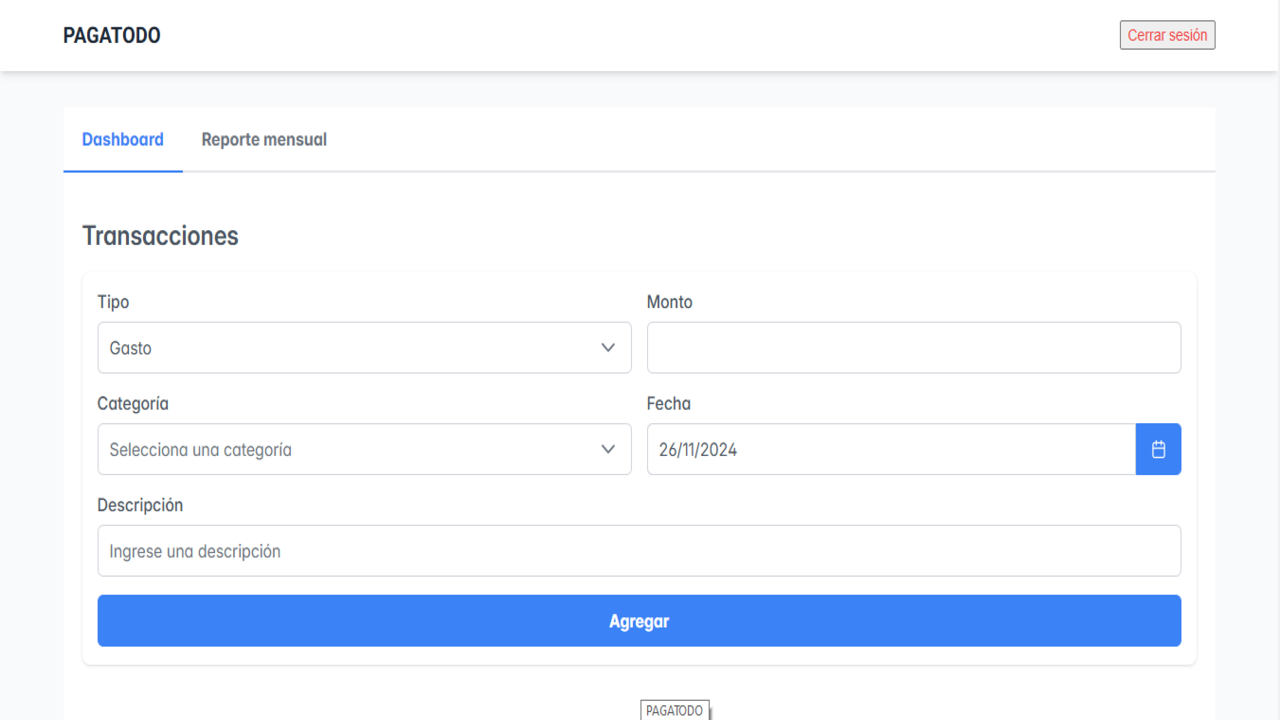 PAGATODO
Cerrar sesión
Dashboard
Reporte mensual
Transacciones
Tipo
Monto
Gasto
Categoría
Fecha
Selecciona una categoría
26/11/2024
Descripción
Ingrese una descripción
Agregar
PAGATODO